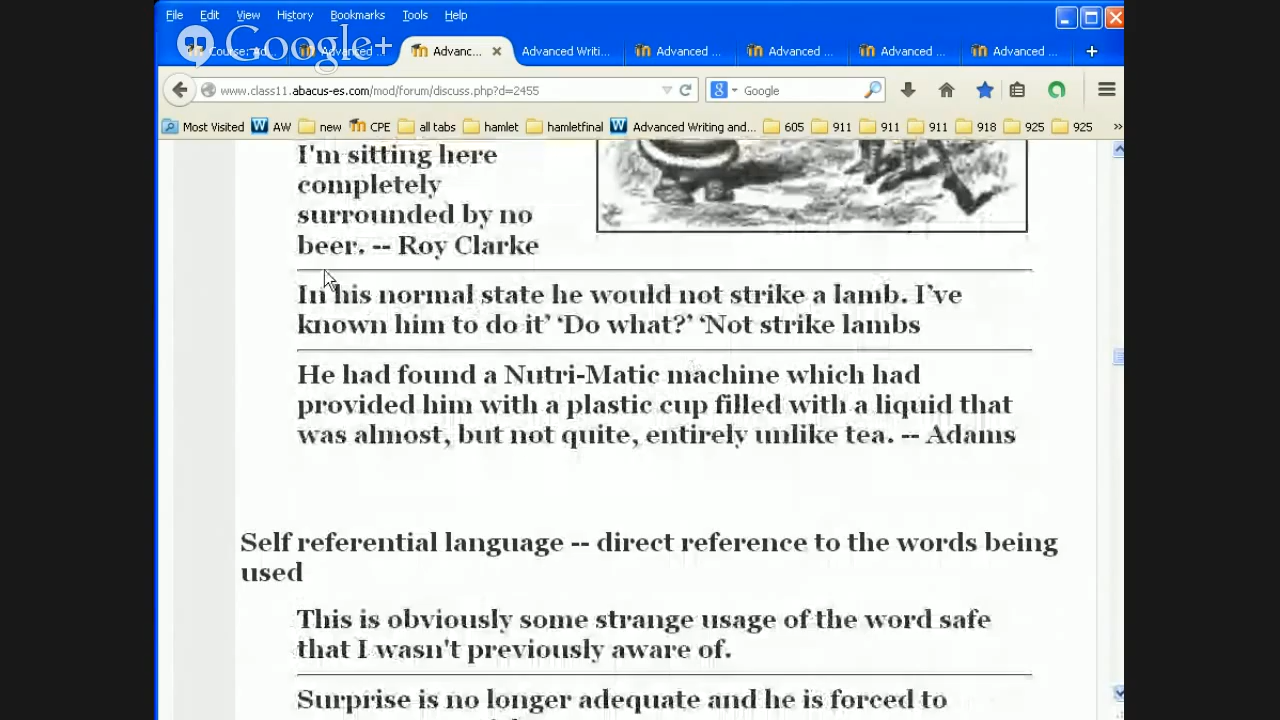 File Edit View History Bookmarks Tools Help
Google+
Course: Ad Advanced Advanc... Advanced Writi... Advanced ... Advanced ... Advanced ... Advanced ...
www.class11.abacus-es.com/mod/forum/discuss.php?d=2455 Google
Most Visited AW new CPE all tabs hamlet hamletfinal Advanced Writing and... 605 911 911 911 918 925 925 »
I'm sitting here
completely
surrounded by no
beer. -- Roy Clarke
In his normal state he would not strike a lamb. I’ve
known him to do it’ ‘Do what?’ ‘Not strike lambs
He had found a Nutri-Matic machine which had
provided him with a plastic cup filled with a liquid that
was almost, but not quite, entirely unlike tea. -- Adams
Self referential language -- direct reference to the words being
used
This is obviously some strange usage of the word safe
that I wasn't previously aware of.
Surprise is no longer adequate and he is forced to